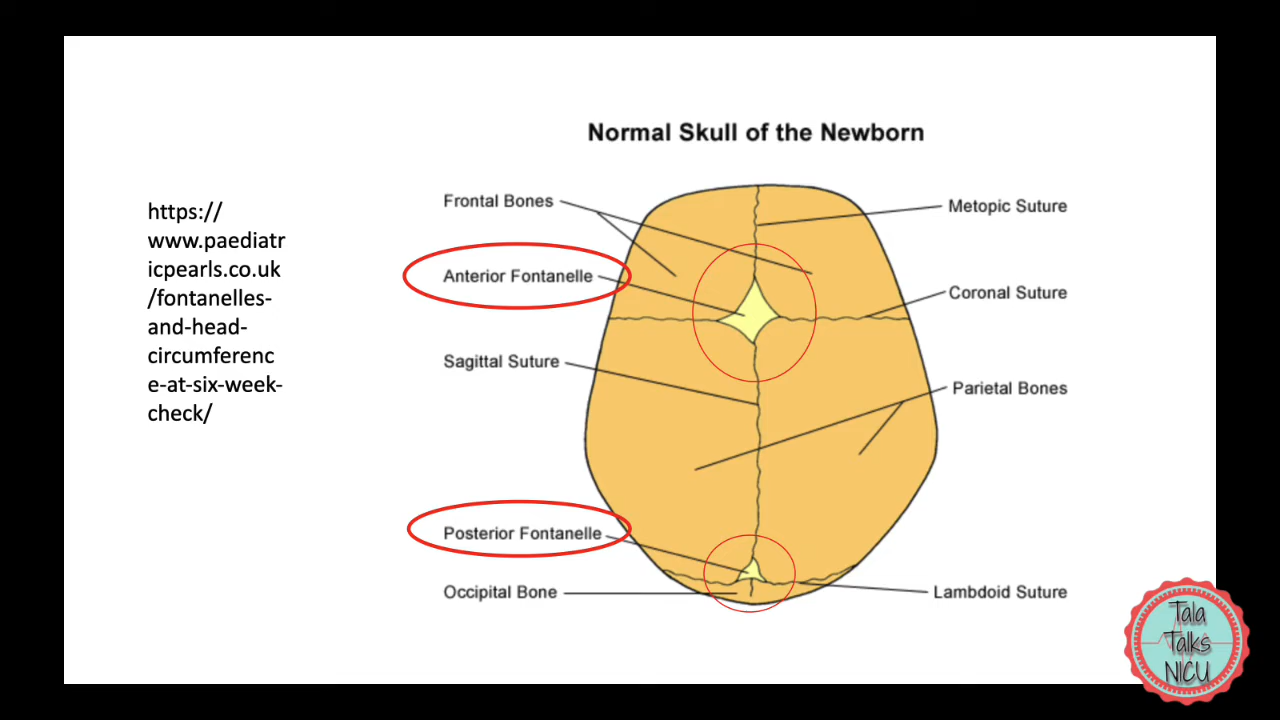 Normal Skull of the Newborn
https://
www.paediatr
icpearls.co.uk
/fontanelles-
and-head-
circumferenc
e-at-six-week-
check/
Frontal Bones
Metopic Suture
Anterior Fontanelle
Coronal Suture
Sagittal Suture
Parietal Bones
Posterior Fontanelle
Occipital Bone
Lambdoid Suture
Tala
Talks
NICU